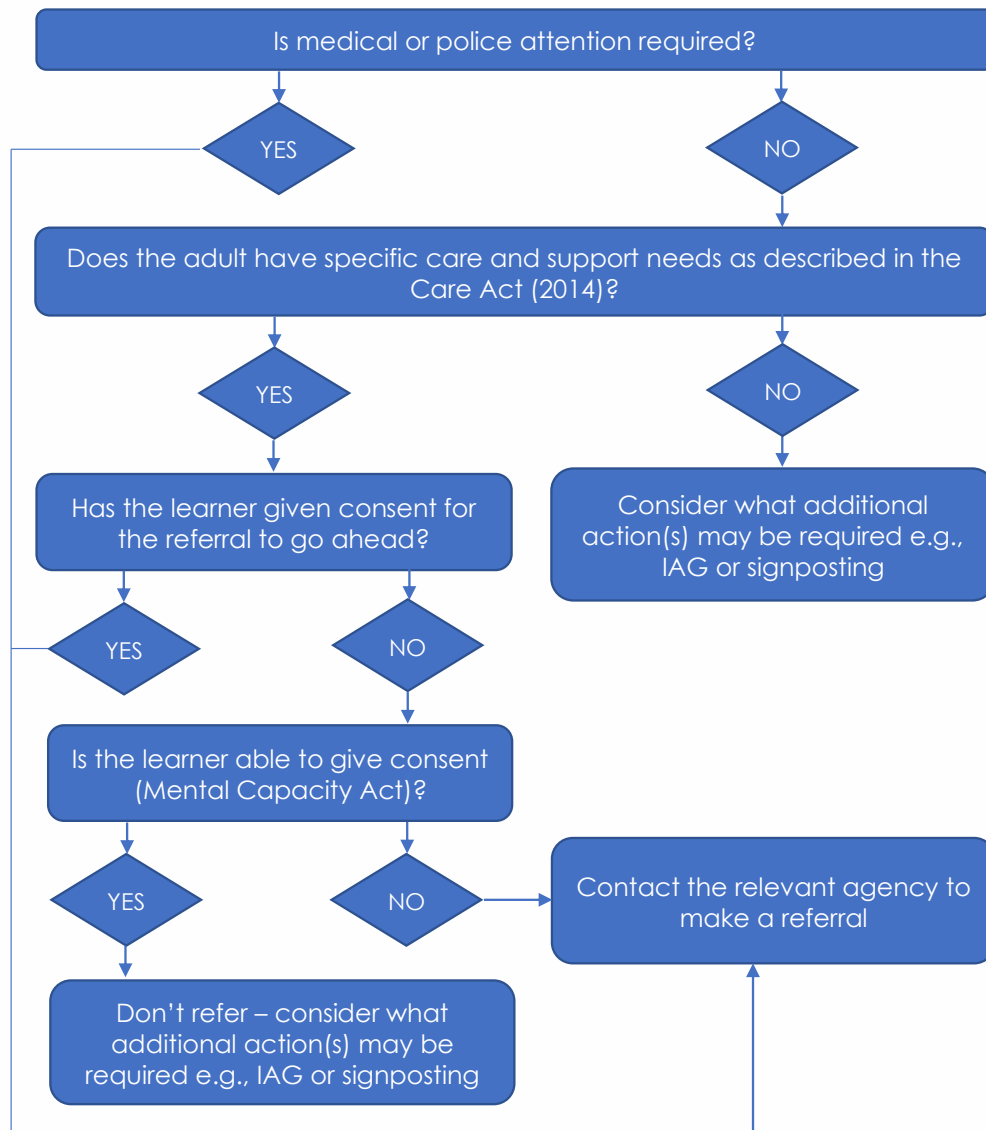 Is medical or police attention required?
YES
NO
Does the adult have specific care and support needs as described in the
Care Act (2014)?
YES
NO
Has the learner given consent for
the referral to go ahead?
Consider what additional
action(s) may be required e.g.,
IAG or signposting
YES
NO
Is the learner able to give consent
(Mental Capacity Act)?
YES
NO
Contact the relevant agency to
make a referral
Don’t refer – consider what
additional action(s) may be
required e.g., IAG or signposting